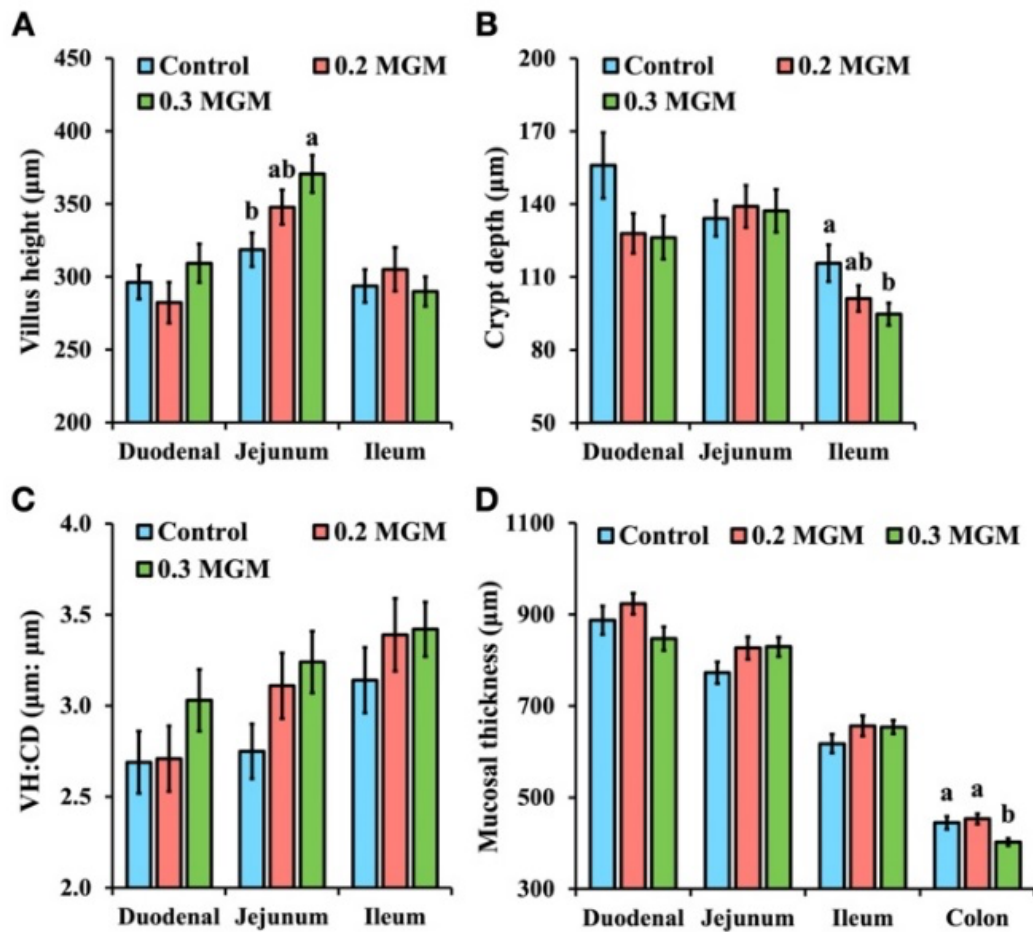 A
Villus height (μm)
450
400
350
300
250
200
Control
0.2 MGM
0.3 MGM
b
ab
a
Duodenal
Jejunum
Ileum
B
Crypt depth (μm)
200
170
140
110
80
50
Control
0.2 MGM
0.3 MGM
a
ab
b
Duodenal
Jejunum
Ileum
C
VH:CD (μm: μm)
4.0
3.5
3.0
2.5
2.0
Control
0.2 MGM
0.3 MGM
Duodenal
Jejunum
Ileum
D
Mucosal thickness (μm)
1100
900
700
500
300
Control
0.2 MGM
0.3 MGM
a
a
b
Duodenal
Jejunum
Ileum
Colon